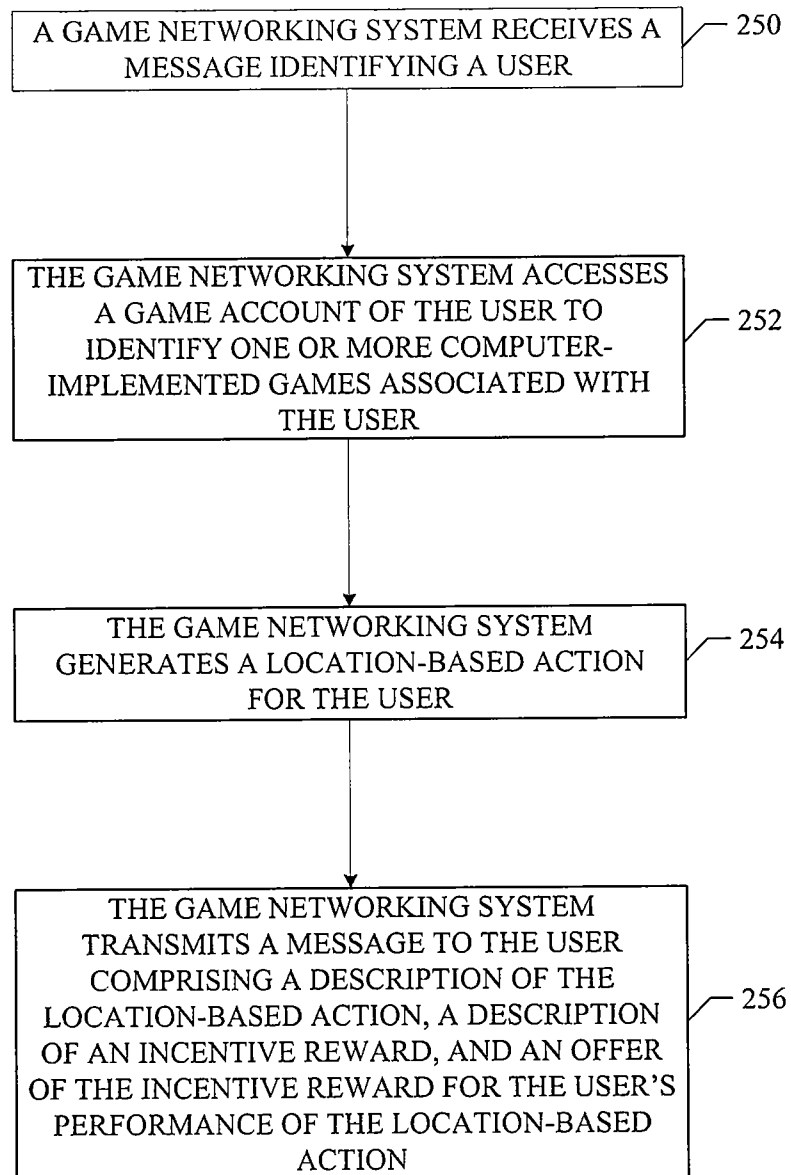 A GAME NETWORKING SYSTEM RECEIVES A
MESSAGE IDENTIFYING A USER
250
THE GAME NETWORKING SYSTEM ACCESSES
A GAME ACCOUNT OF THE USER TO
IDENTIFY ONE OR MORE COMPUTER-
IMPLEMENTED GAMES ASSOCIATED WITH
THE USER
252
THE GAME NETWORKING SYSTEM
GENERATES A LOCATION-BASED ACTION
FOR THE USER
254
THE GAME NETWORKING SYSTEM
TRANSMITS A MESSAGE TO THE USER
COMPRISING A DESCRIPTION OF THE
LOCATION-BASED ACTION, A DESCRIPTION
OF AN INCENTIVE REWARD, AND AN OFFER
OF THE INCENTIVE REWARD FOR THE USER'S
PERFORMANCE OF THE LOCATION-BASED
ACTION
256